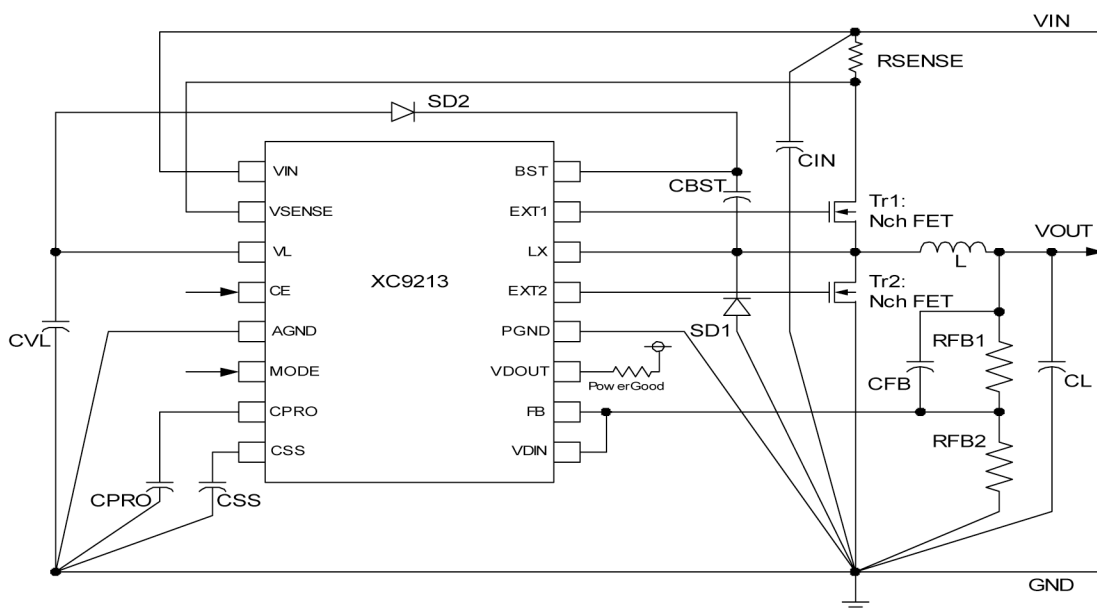 VIN
RSENSE
SD2
CIN
VIN
BST
CBST
VSENSE
EXT1
Tr1:
Nch FET
VOUT
VL
LX
L
XC9213
CE
EXT2
Tr2:
Nch FET
CVL
AGND
PGND
SD1
RFB1
MODE
VDOUT
PowerGood
CFB
CL
CPRO
FB
CSS
VDIN
RFB2
CPRO
CSS
GND